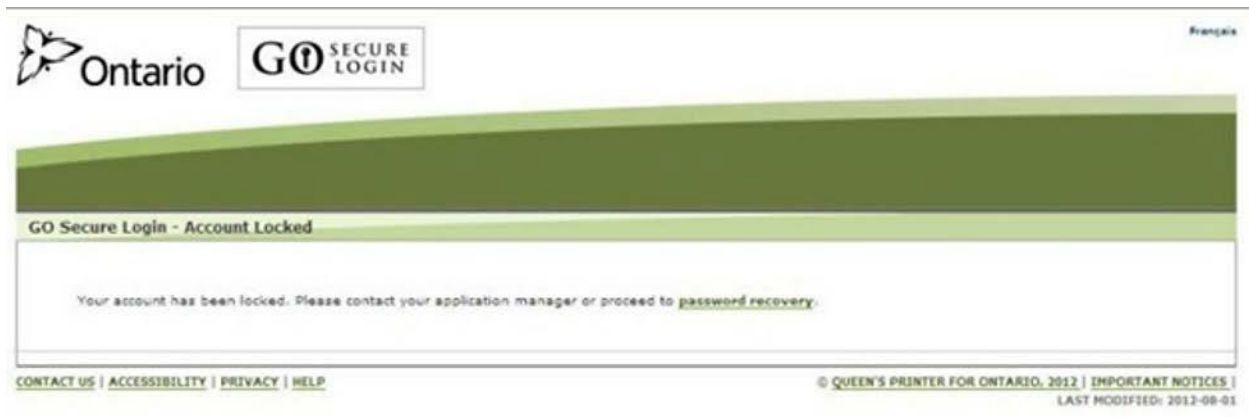 Ontario
GO SECURE
LOGIN
Français
GO Secure Login - Account Locked
Your account has been locked. Please contact your application manager or proceed to password recovery.
CONTACT US | ACCESSIBILITY | PRIVACY | HELP
© QUEEN'S PRINTER FOR ONTARIO, 2012 | IMPORTANT NOTICES |
LAST MODIFIED: 2012-08-01